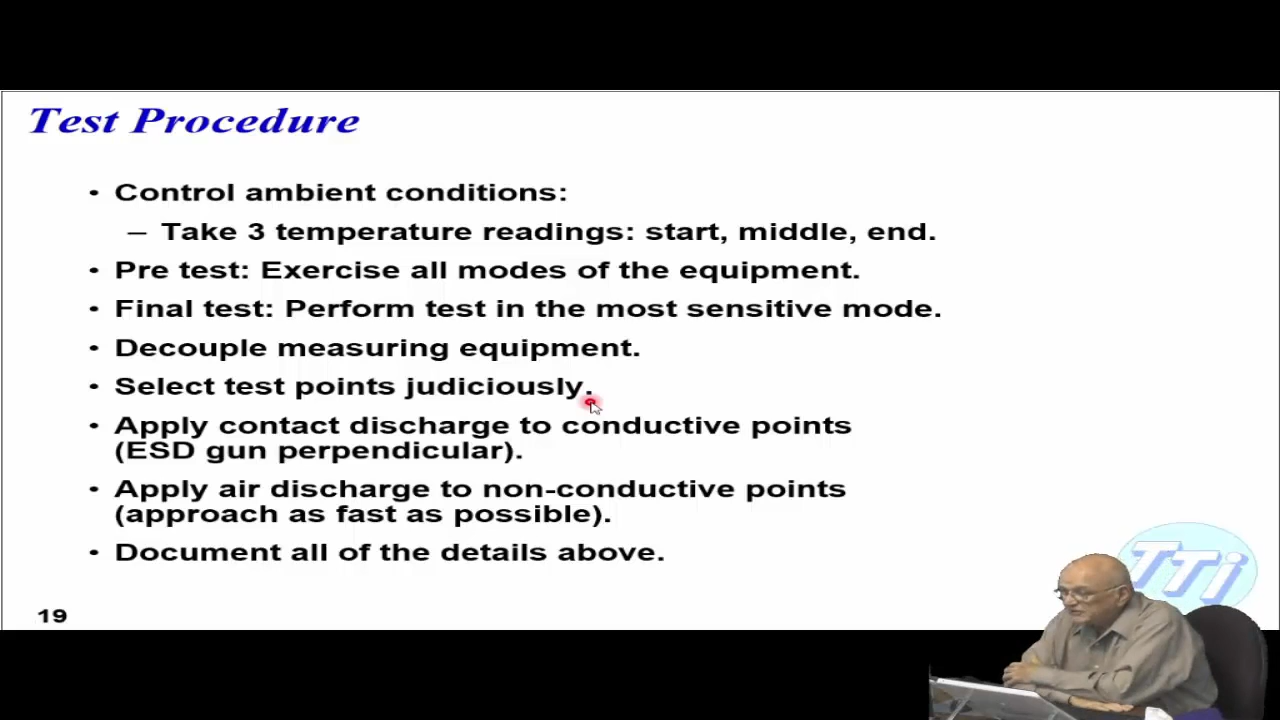 Test Procedure
• Control ambient conditions:
– Take 3 temperature readings: start, middle, end.
• Pre test: Exercise all modes of the equipment.
• Final test: Perform test in the most sensitive mode.
• Decouple measuring equipment.
• Select test points judiciously.
• Apply contact discharge to conductive points
(ESD gun perpendicular).
• Apply air discharge to non-conductive points
(approach as fast as possible).
• Document all of the details above.
TTi
19